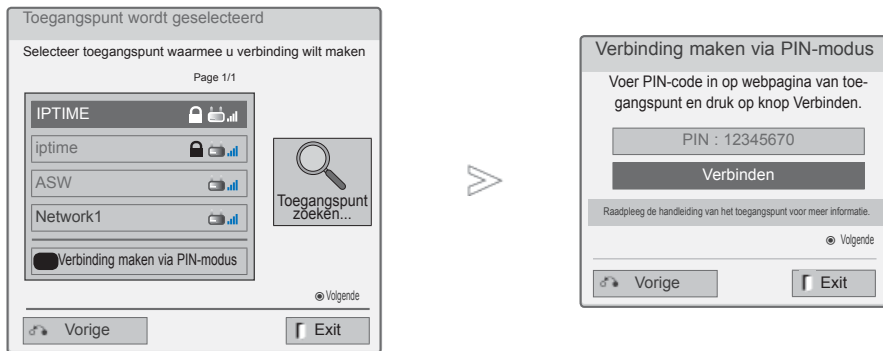 Toegangspunt wordt geselecteerd
Selecteer toegangspunt waarmee u verbinding wilt maken
Page 1/1
IPTIME
iptime
ASW
Network1
Verbinding maken via PIN-modus
Toegangspunt
zoeken...
Volgende
Vorige
Exit
Verbinding maken via PIN-modus
Voer PIN-code in op webpagina van toe-
gangspunt en druk op knop Verbinden.
PIN : 12345670
Verbinden
Raadpleeg de handleiding van het toegangspunt voor meer informatie.
Volgende
Vorige
Exit